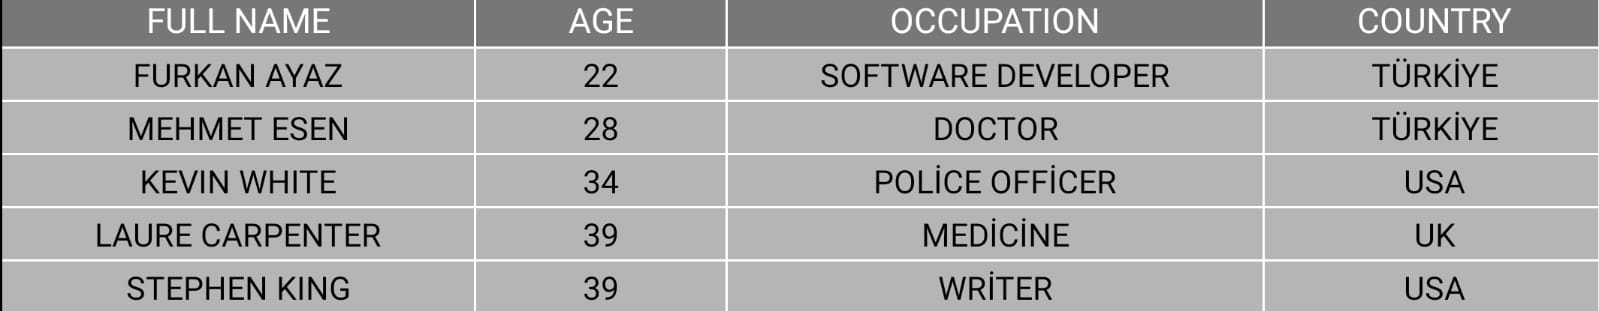 FULL NAME AGE OCCUPATION COUNTRY
FURKAN AYAZ 22 SOFTWARE DEVELOPER TÜRKİYE
MEHMET ESEN 28 DOCTOR TÜRKİYE
KEVIN WHITE 34 POLİCE OFFİCER USA
LAURE CARPENTER 39 MEDİCİNE UK
STEPHEN KING 39 WRİTER USA